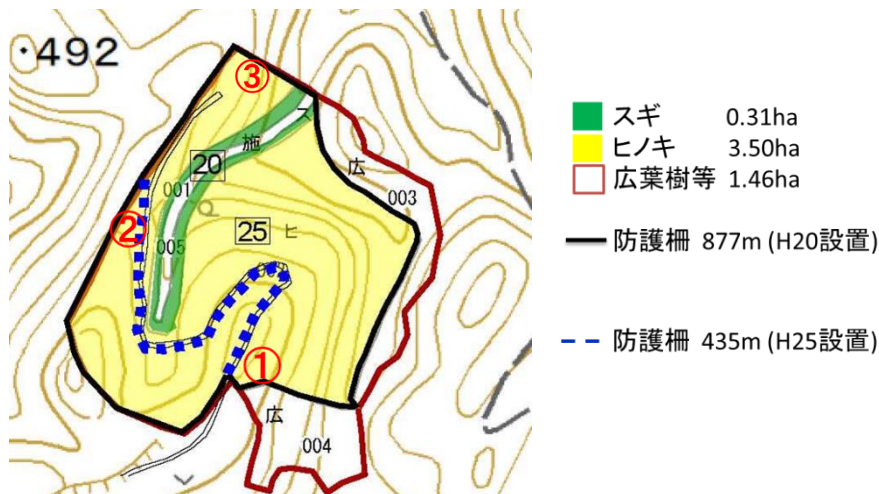 ・492
③
ス
施
20
広
001
003
②
25
ヒ
005
①
広
004
スギ 0.31ha
ヒノキ 3.50ha
広葉樹等 1.46ha
防護柵 877m (H20設置)
防護柵 435m (H25設置)